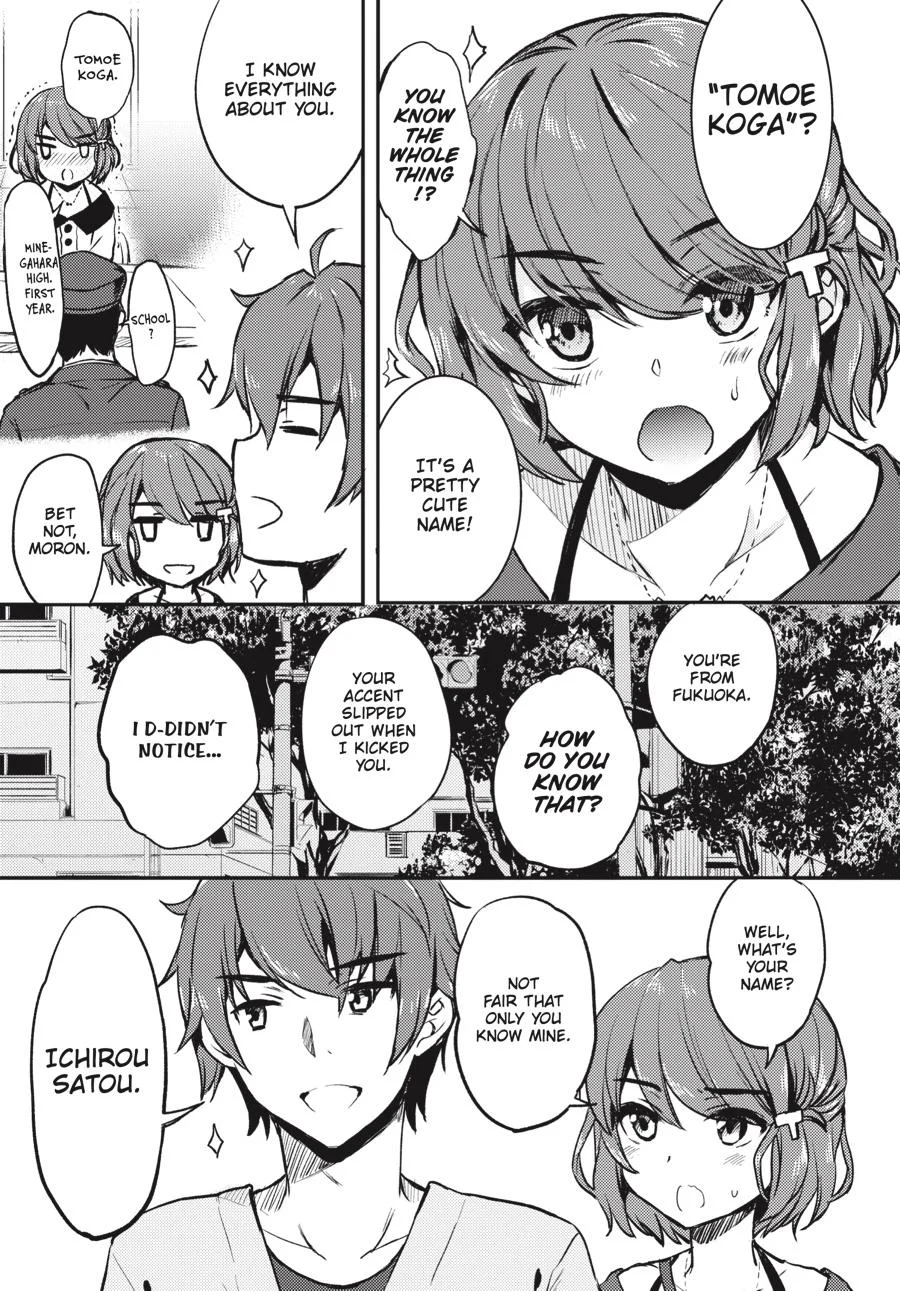 "TOMOE
KOGA"?
YOU
KNOW
THE
WHOLE
THING
!?
IT'S A
PRETTY
CUTE
NAME!
I KNOW
EVERYTHING
ABOUT YOU.
TOMOE
KOGA.
SCHOOL
?
MINE-
GAHARA
HIGH.
FIRST
YEAR.
BET
NOT,
MORON.
YOU'RE
FROM
FUKUOKA.
HOW
DO YOU
KNOW
THAT?
YOUR
ACCENT
SLIPPED
OUT WHEN
I KICKED
YOU.
I D-DIDN'T
NOTICE...
WELL,
WHAT'S
YOUR
NAME?
NOT
FAIR THAT
ONLY YOU
KNOW MINE.
ICHIROU
SATOU.